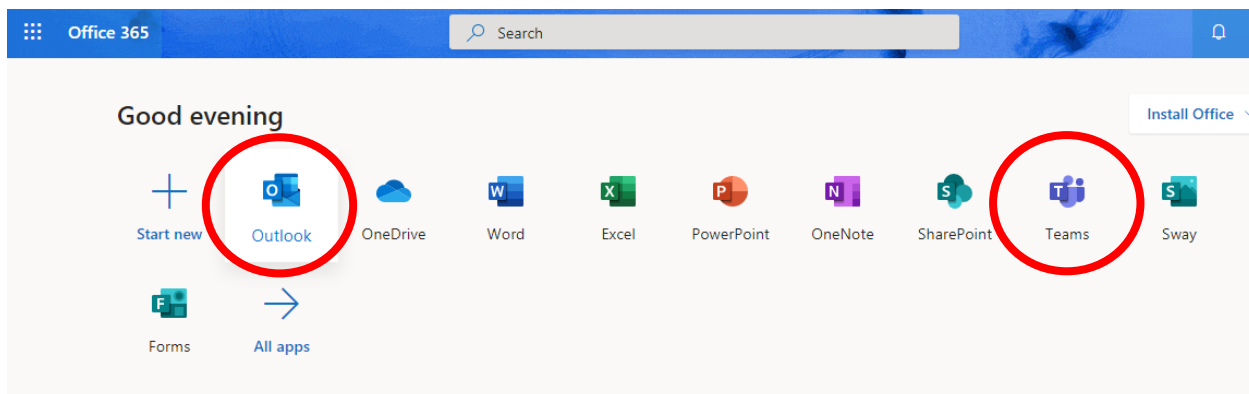 Office 365
Search
Good evening
Install Office
Start new
Outlook
OneDrive
Word
Excel
PowerPoint
OneNote
SharePoint
Teams
Sway
Forms
All apps